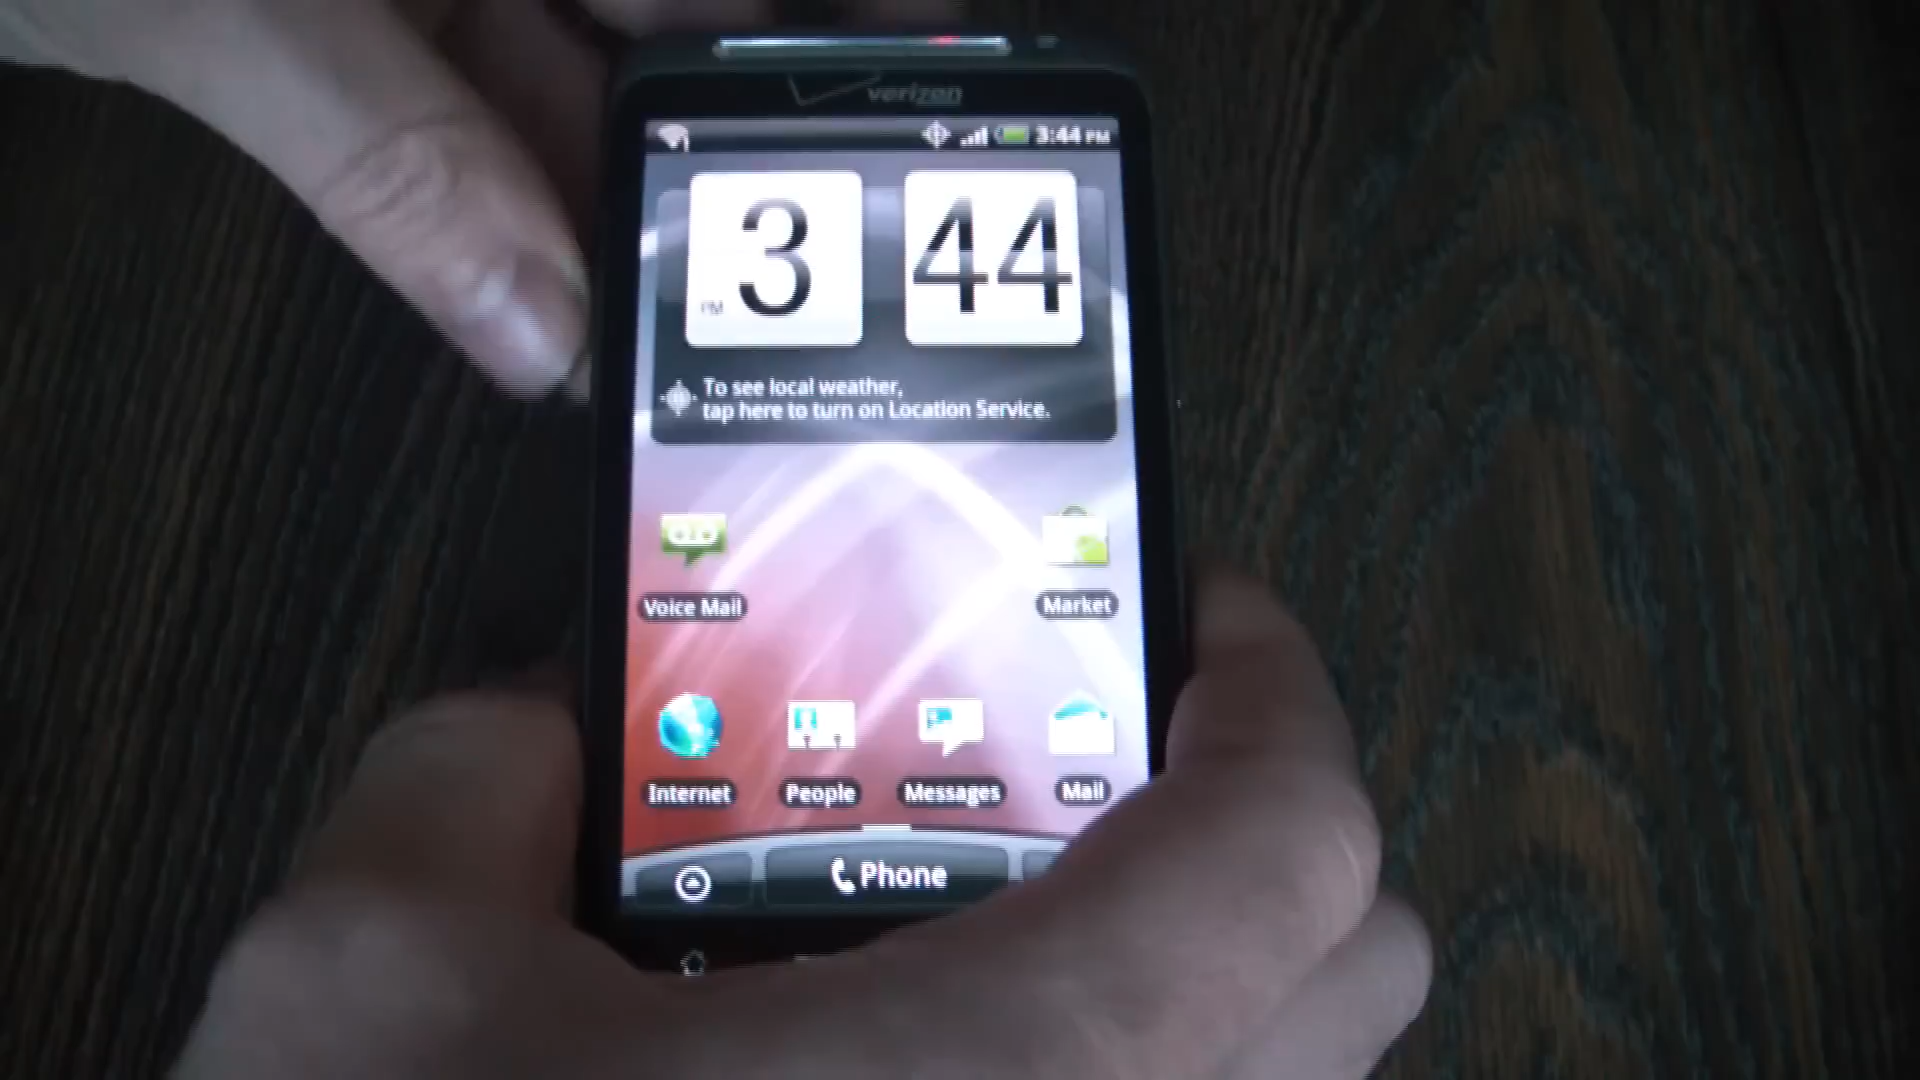 verizon
3:44 PM
PM 3 44
To see local weather,
tap here to turn on Location Service.
Voice Mail
Market
Internet
People
Messages
Mail
Phone